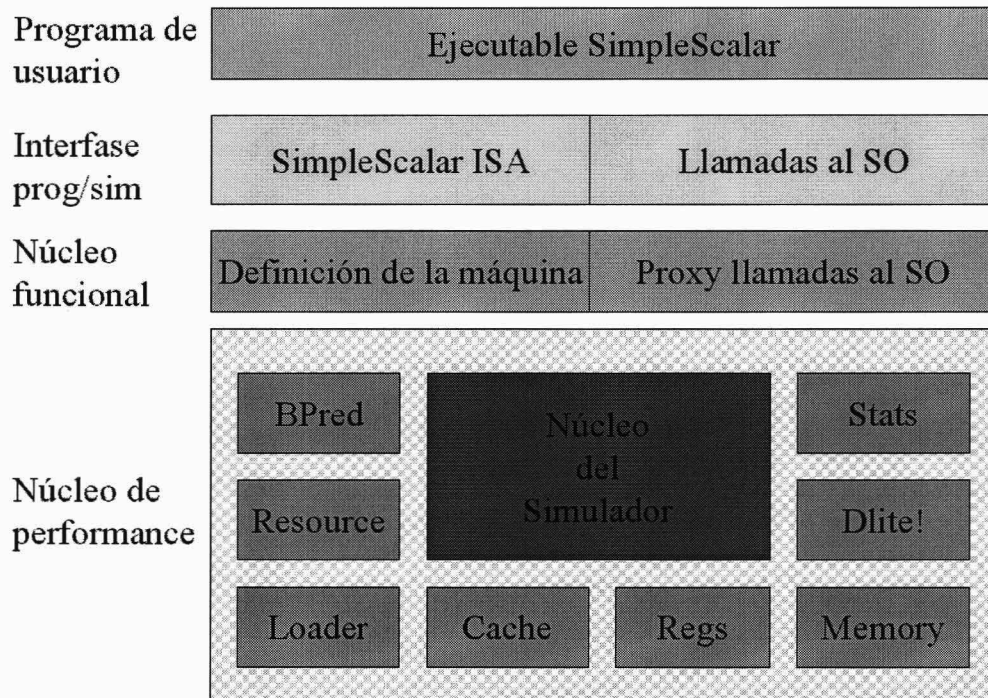 Programa de
usuario
Ejecutable SimpleScalar
Interfase
prog/sim
SimpleScalar ISA
Llamadas al SO
Núcleo
funcional
Definición de la máquina
Proxy llamadas al SO
Núcleo de
performance
BPred
Núcleo
del
Simulador
Stats
Resource
Dlite!
Loader
Cache
Regs
Memory